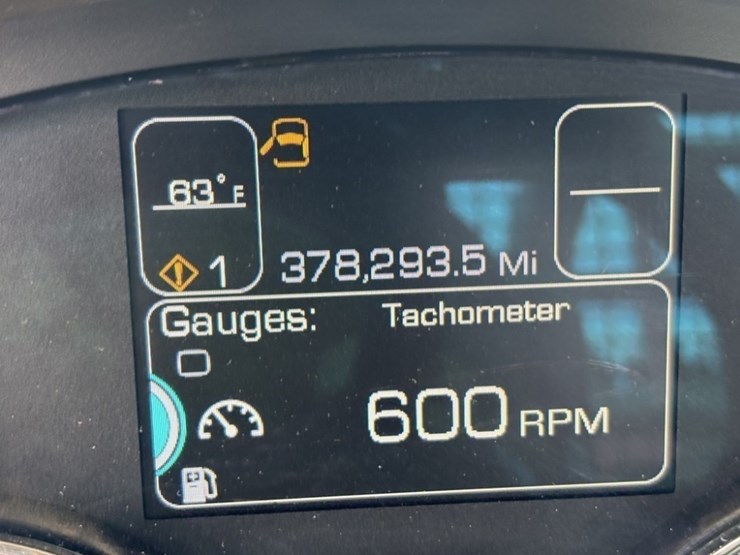 63°F
1
378,293.5 Mi
Gauges:
Tachometer
600 RPM